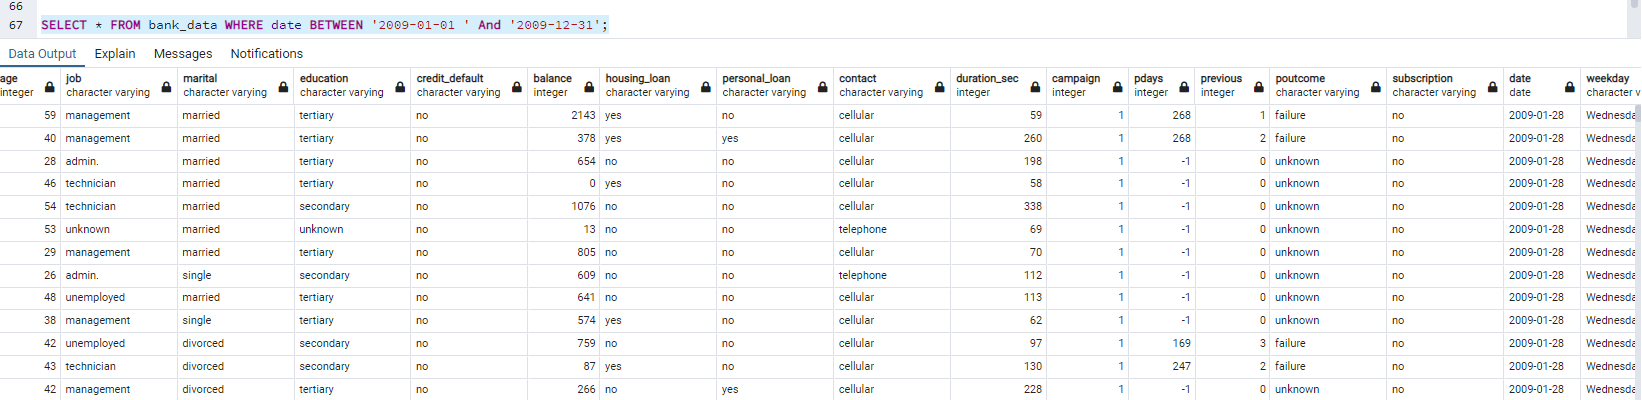 66
67 SELECT * FROM bank_data WHERE date BETWEEN '2009-01-01 ' And '2009-12-31';
Data Output Explain Messages Notifications
age job marital education credit_default balance housing_loan personal_loan contact duration_sec campaign pdays previous poutcome subscription date weekday
integer character varying character varying character varying character varying integer character varying character varying character varying integer integer integer integer character varying character varying date character v
59 management married tertiary no 2143 yes no cellular 59 1 268 1 failure no 2009-01-28 Wednesda
40 management married tertiary no 378 yes yes cellular 260 1 268 2 failure no 2009-01-28 Wednesda
28 admin. married tertiary no 654 no no cellular 198 1 -1 0 unknown no 2009-01-28 Wednesda
46 technician married tertiary no 0 yes no cellular 58 1 -1 0 unknown no 2009-01-28 Wednesda
54 technician married secondary no 1076 no no cellular 338 1 -1 0 unknown no 2009-01-28 Wednesda
53 unknown married unknown no 13 no no telephone 69 1 -1 0 unknown no 2009-01-28 Wednesda
29 management married tertiary no 805 no no cellular 70 1 -1 0 unknown no 2009-01-28 Wednesda
26 admin. single secondary no 609 no no telephone 112 1 -1 0 unknown no 2009-01-28 Wednesda
48 unemployed married tertiary no 641 no no cellular 113 1 -1 0 unknown no 2009-01-28 Wednesda
38 management single tertiary no 574 yes no cellular 62 1 -1 0 unknown no 2009-01-28 Wednesda
42 unemployed divorced secondary no 759 no no cellular 97 1 169 3 failure no 2009-01-28 Wednesda
43 technician divorced secondary no 87 yes no cellular 130 1 247 2 failure no 2009-01-28 Wednesda
42 management divorced tertiary no 266 no yes cellular 228 1 -1 0 unknown no 2009-01-28 Wednesda